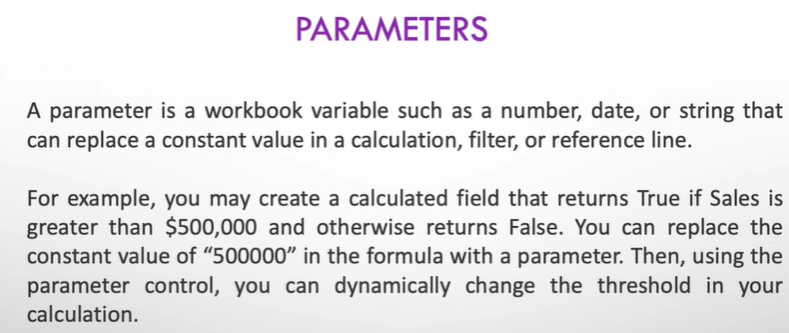 PARAMETERS
A parameter is a workbook variable such as a number, date, or string that
can replace a constant value in a calculation, filter, or reference line.
For example, you may create a calculated field that returns True if Sales is
greater than $500,000 and otherwise returns False. You can replace the
constant value of “500000” in the formula with a parameter. Then, using the
parameter control, you can dynamically change the threshold in your
calculation.